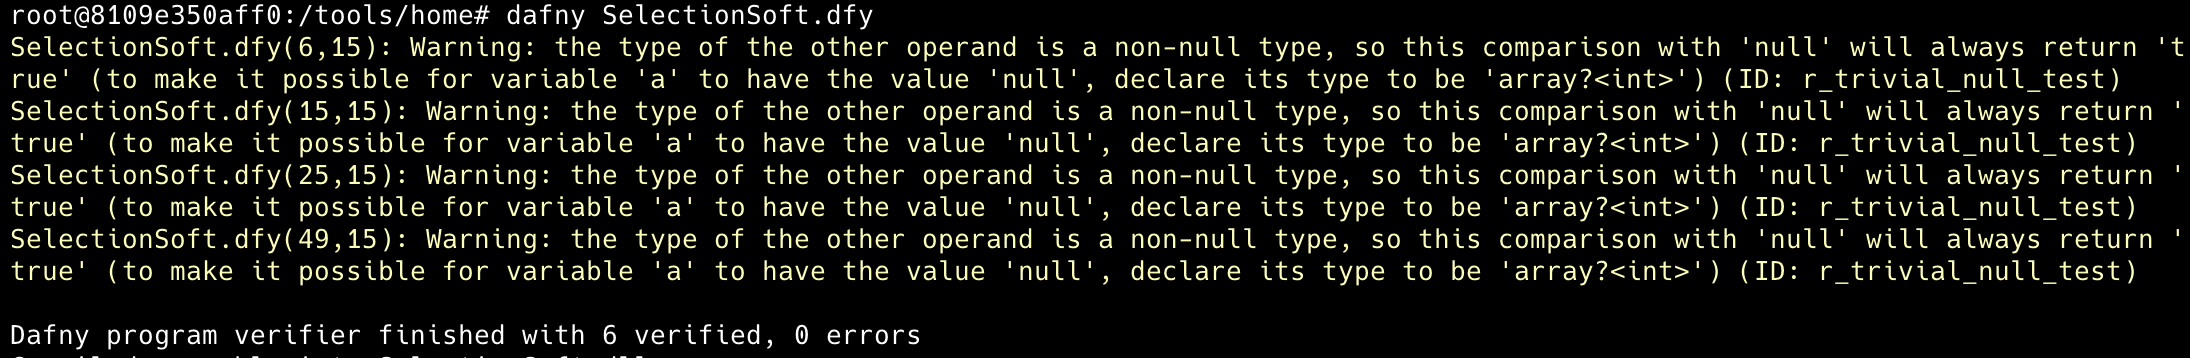 root@8109e350aff0:/tools/home# dafny SelectionSoft.dfy
SelectionSoft.dfy(6,15): Warning: the type of the other operand is a non-null type, so this comparison with 'null' will always return 't
rue' (to make it possible for variable 'a' to have the value 'null', declare its type to be 'array?<int>') (ID: r_trivial_null_test)
SelectionSoft.dfy(15,15): Warning: the type of the other operand is a non-null type, so this comparison with 'null' will always return '
true' (to make it possible for variable 'a' to have the value 'null', declare its type to be 'array?<int>') (ID: r_trivial_null_test)
SelectionSoft.dfy(25,15): Warning: the type of the other operand is a non-null type, so this comparison with 'null' will always return '
true' (to make it possible for variable 'a' to have the value 'null', declare its type to be 'array?<int>') (ID: r_trivial_null_test)
SelectionSoft.dfy(49,15): Warning: the type of the other operand is a non-null type, so this comparison with 'null' will always return '
true' (to make it possible for variable 'a' to have the value 'null', declare its type to be 'array?<int>') (ID: r_trivial_null_test)
Dafny program verifier finished with 6 verified, 0 errors